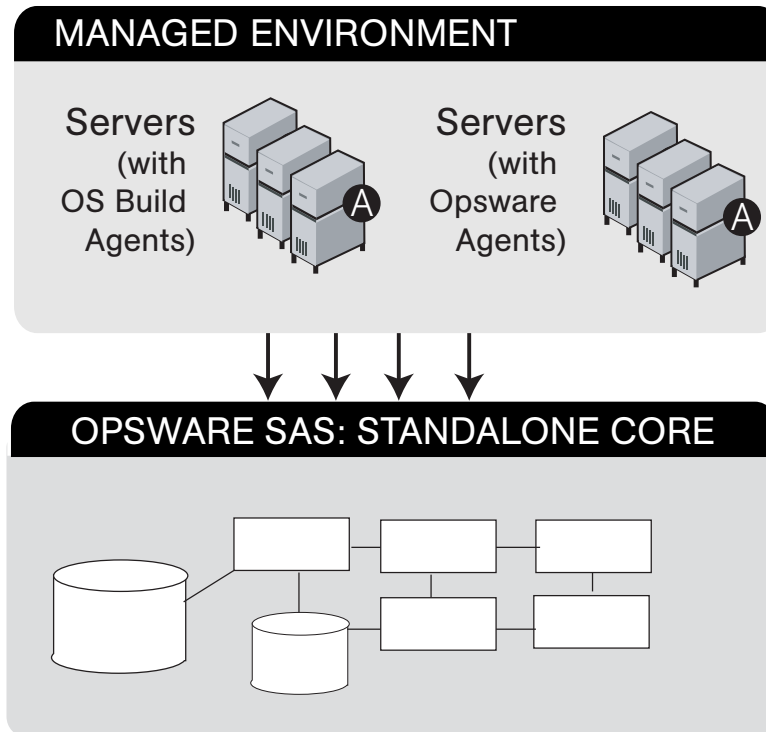 MANAGED ENVIRONMENT
Servers
(with
OS Build
Agents)
A
Servers
(with
Opsware
Agents)
A
OPSWARE SAS: STANDALONE CORE